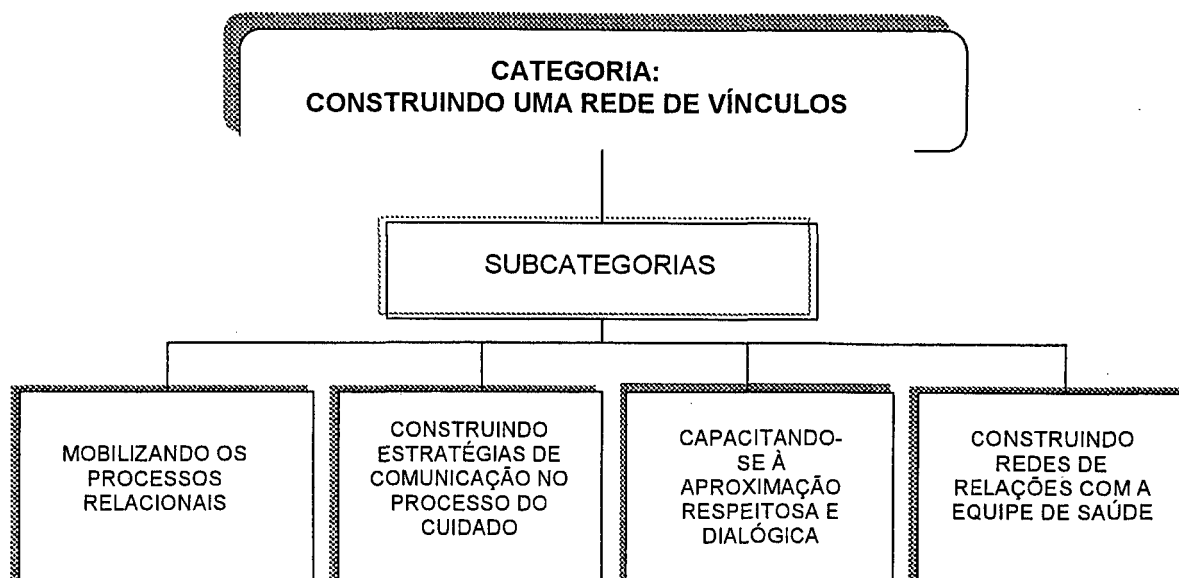 CATEGORIA:
CONSTRUINDO UMA REDE DE VÍNCULOS
SUBCATEGORIAS
MOBILIZANDO OS
PROCESSOS
RELACIONAIS
CONSTRUINDO
ESTRATÉGIAS DE
COMUNICAÇÃO NO
PROCESSO DO
CUIDADO
CAPACITANDO-
SE À
APROXIMAÇÃO
RESPEITOSA E
DIALÓGICA
CONSTRUINDO
REDES DE
RELAÇÕES COM A
EQUIPE DE SAÚDE